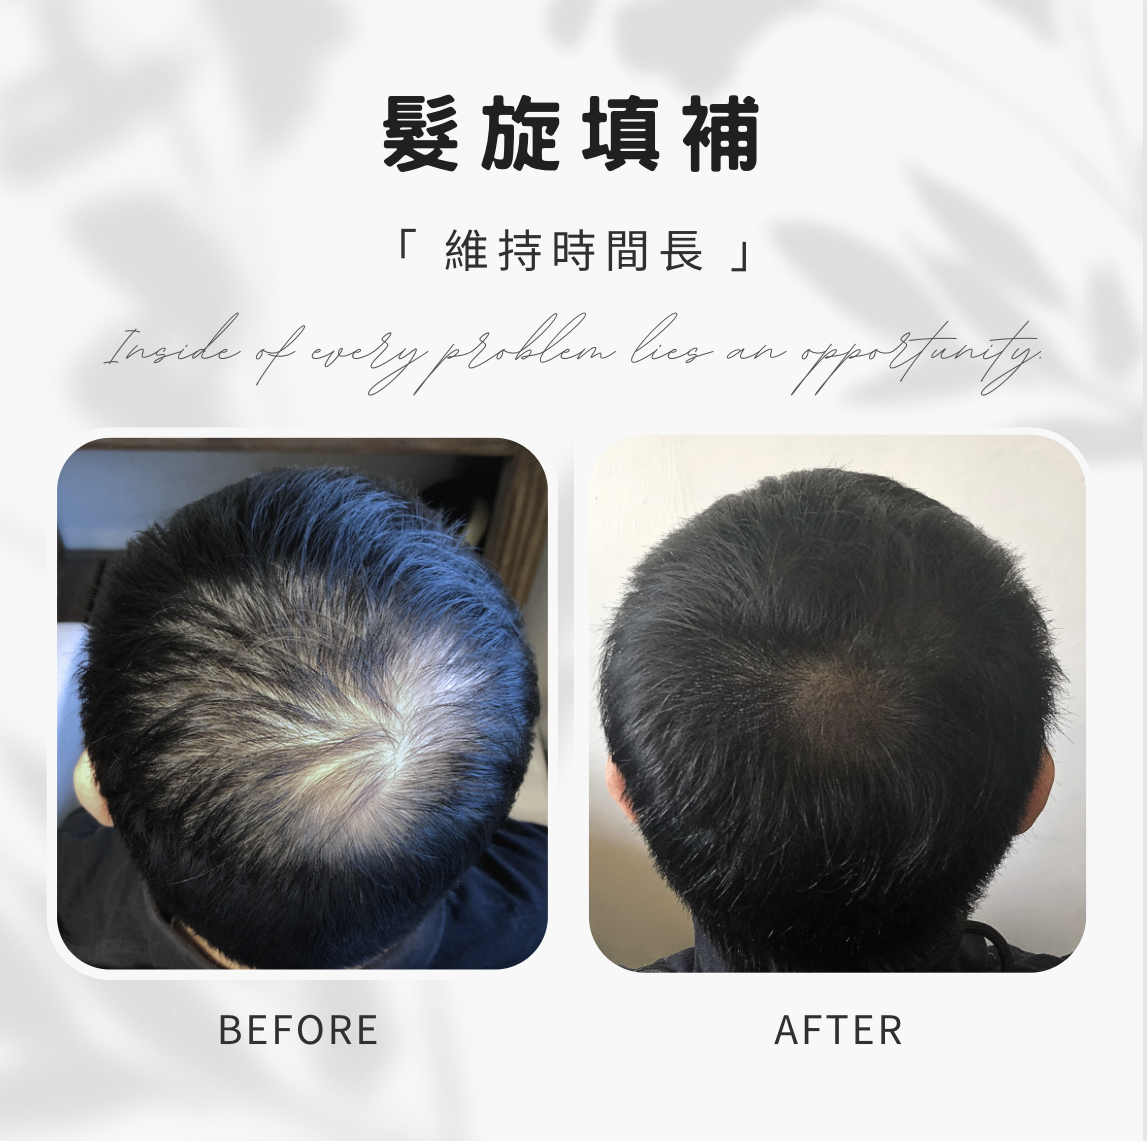 髮旋填補
「 維持時間長 」
Inside of every problem lies an opportunity.
BEFORE
AFTER